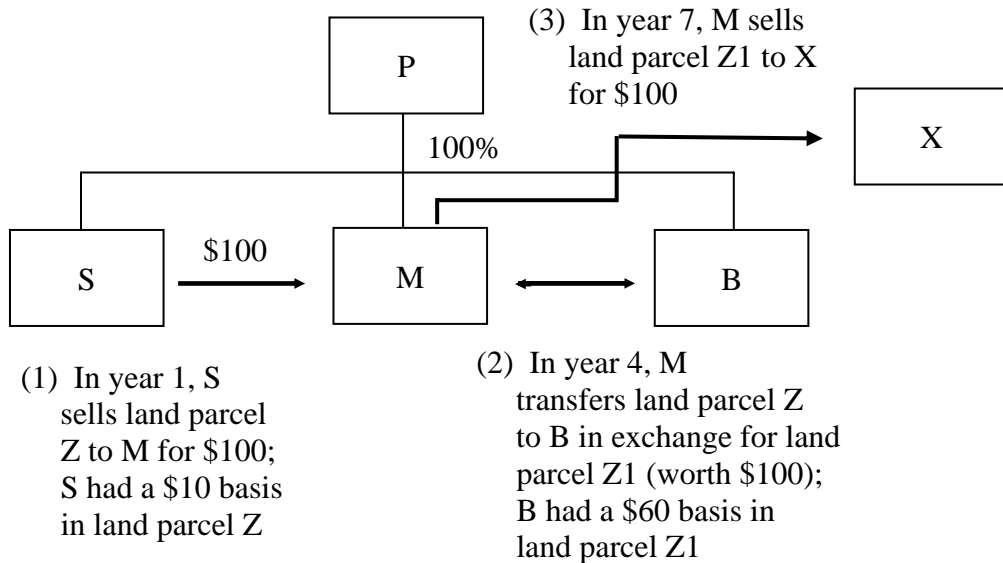 (3) In year 7, M sells
land parcel Z1 to X
for $100
P
X
100%
$100
S
M
B
(1) In year 1, S
sells land parcel
Z to M for $100;
S had a $10 basis
in land parcel Z
(2) In year 4, M
transfers land parcel Z
to B in exchange for land
parcel Z1 (worth $100);
B had a $60 basis in
land parcel Z1